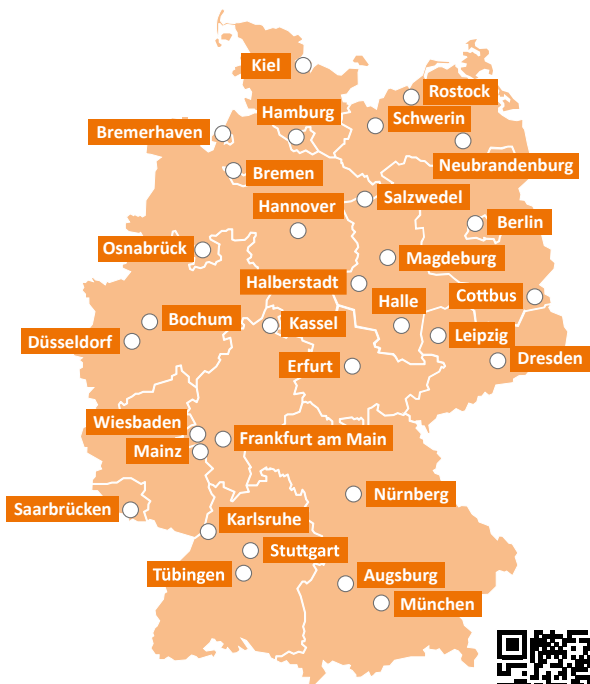 Kiel
Rostock
Hamburg
Schwerin
Bremerhaven
Neubrandenburg
Bremen
Salzwedel
Hannover
Berlin
Osnabrück
Magdeburg
Halberstadt
Halle
Cottbus
Bochum
Kassel
Leipzig
Düsseldorf
Dresden
Erfurt
Wiesbaden
Frankfurt am Main
Mainz
Nürnberg
Saarbrücken
Karlsruhe
Stuttgart
Tübingen
Augsburg
München